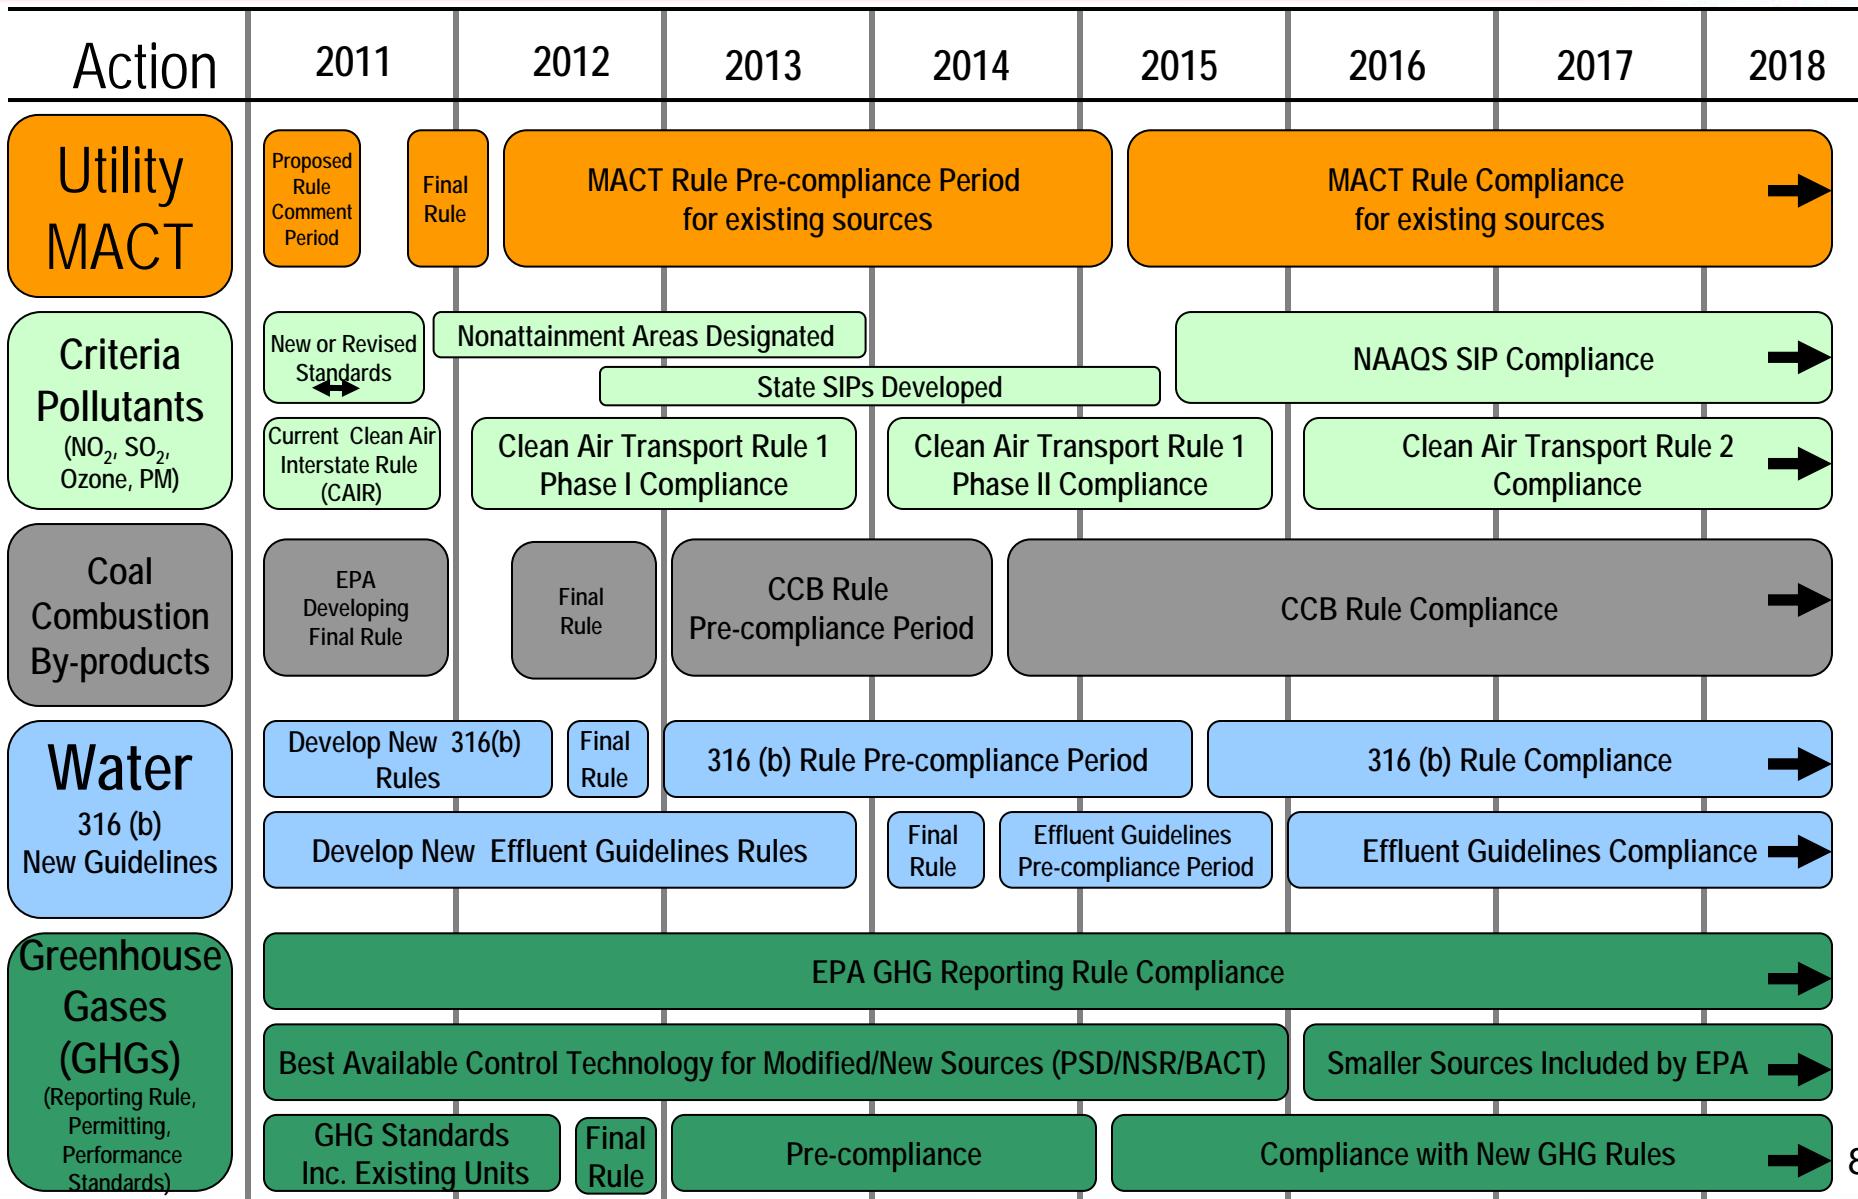 Action
2011
2012
2013
2014
2015
2016
2017
2018
Utility
MACT
Proposed
Rule
Comment
Period
Final
Rule
MACT Rule Pre-compliance Period
for existing sources
MACT Rule Compliance
for existing sources
Criteria
Pollutants
(NO₂, SO₂,
Ozone, PM)
New or Revised
Standards
Nonattainment Areas Designated
State SIPs Developed
NAAQS SIP Compliance
Current Clean Air
Interstate Rule
(CAIR)
Clean Air Transport Rule 1
Phase I Compliance
Clean Air Transport Rule 1
Phase II Compliance
Clean Air Transport Rule 2
Compliance
Coal
Combustion
By-products
EPA
Developing
Final Rule
Final
Rule
CCB Rule
Pre-compliance Period
CCB Rule Compliance
Water
316 (b)
New Guidelines
Develop New 316(b)
Rules
Final
Rule
316 (b) Rule Pre-compliance Period
316 (b) Rule Compliance
Develop New Effluent Guidelines Rules
Final
Rule
Effluent Guidelines
Pre-compliance Period
Effluent Guidelines Compliance
Greenhouse
Gases
(GHGs)
(Reporting Rule,
Permitting,
Performance
Standards)
EPA GHG Reporting Rule Compliance
Best Available Control Technology for Modified/New Sources (PSD/NSR/BACT)
Smaller Sources Included by EPA
GHG Standards
Inc. Existing Units
Final
Rule
Pre-compliance
Compliance with New GHG Rules
8